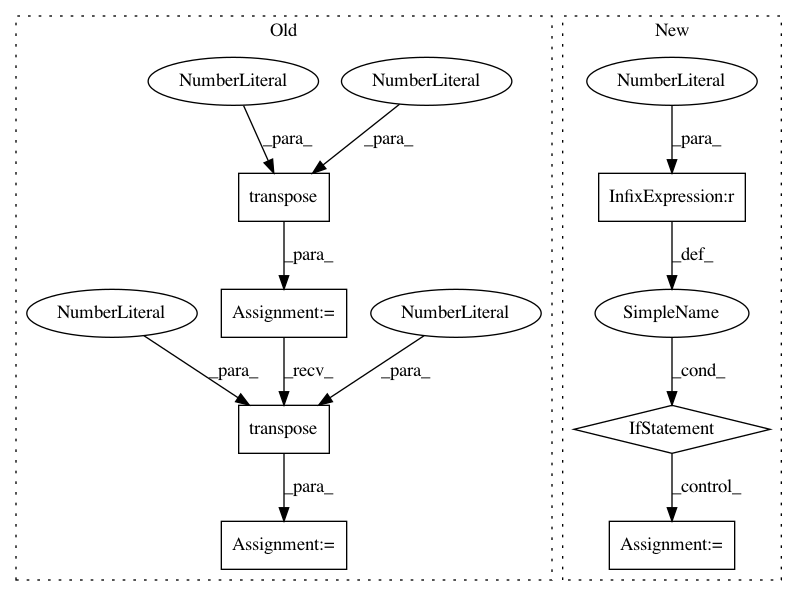 Old
New
NumberLiteral
NumberLiteral
NumberLiteral
_para_
_para_
_para_
transpose
InfixExpression:r
_para_
_def_
NumberLiteral
Assignment:=
NumberLiteral
SimpleName
_para_
_recv_
_para_
_cond_
transpose
IfStatement
_para_
_control_
Assignment:=
Assignment:=